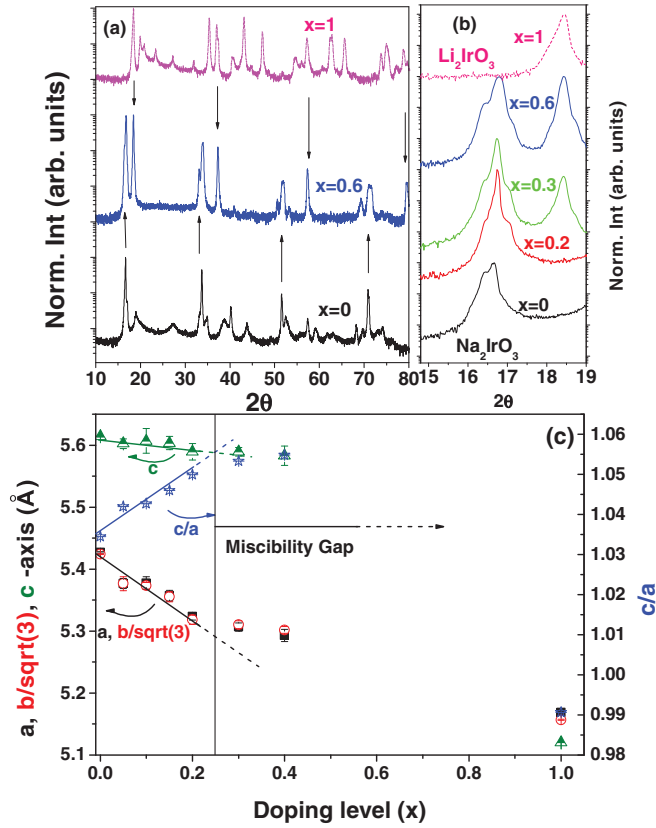 (a)
x=1
x=0.6
x=0
Norm. Int (arb. units)
10 20 30 40 50 60 70 80
2θ
(b)
x=1
Li₂IrO₃
x=0.6
x=0.3
x=0.2
x=0
Na₂IrO₃
Norm. Int (arb. units)
15 16 17 18 19
2θ
(c)
c
c/a
Miscibility Gap
a, b/sqrt(3)
a, b/sqrt(3), c -axis (Å)
5.6
5.5
5.4
5.3
5.2
5.1
1.06
1.05
1.04
1.03
1.02
1.01
1.00
0.99
0.98
c/a
0.0 0.2 0.4 0.6 0.8 1.0
Doping level (x)